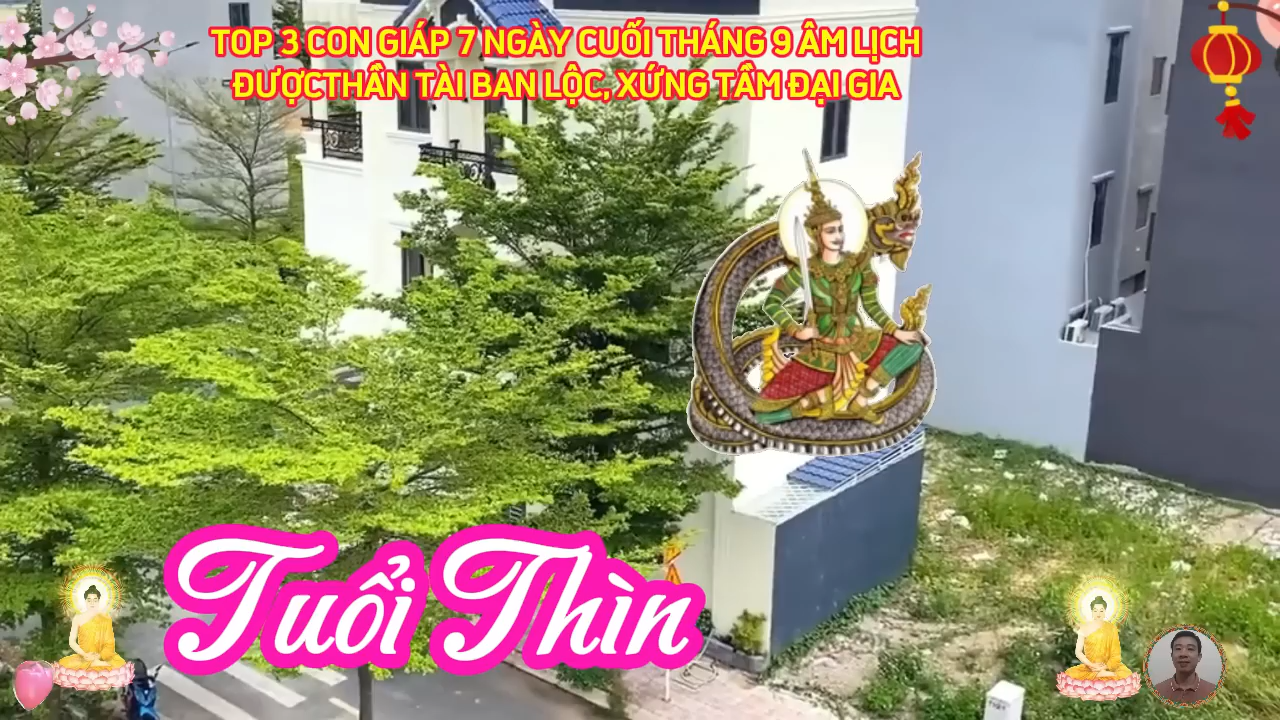 TOP 3 CON GIÁP 7 NGÀY CUỐI THÁNG 9 ÂM LỊCH
ĐƯỢCTHẦN TÀI BAN LỘC, XỨNG TẦM ĐẠI GIA
Tuổi Thìn